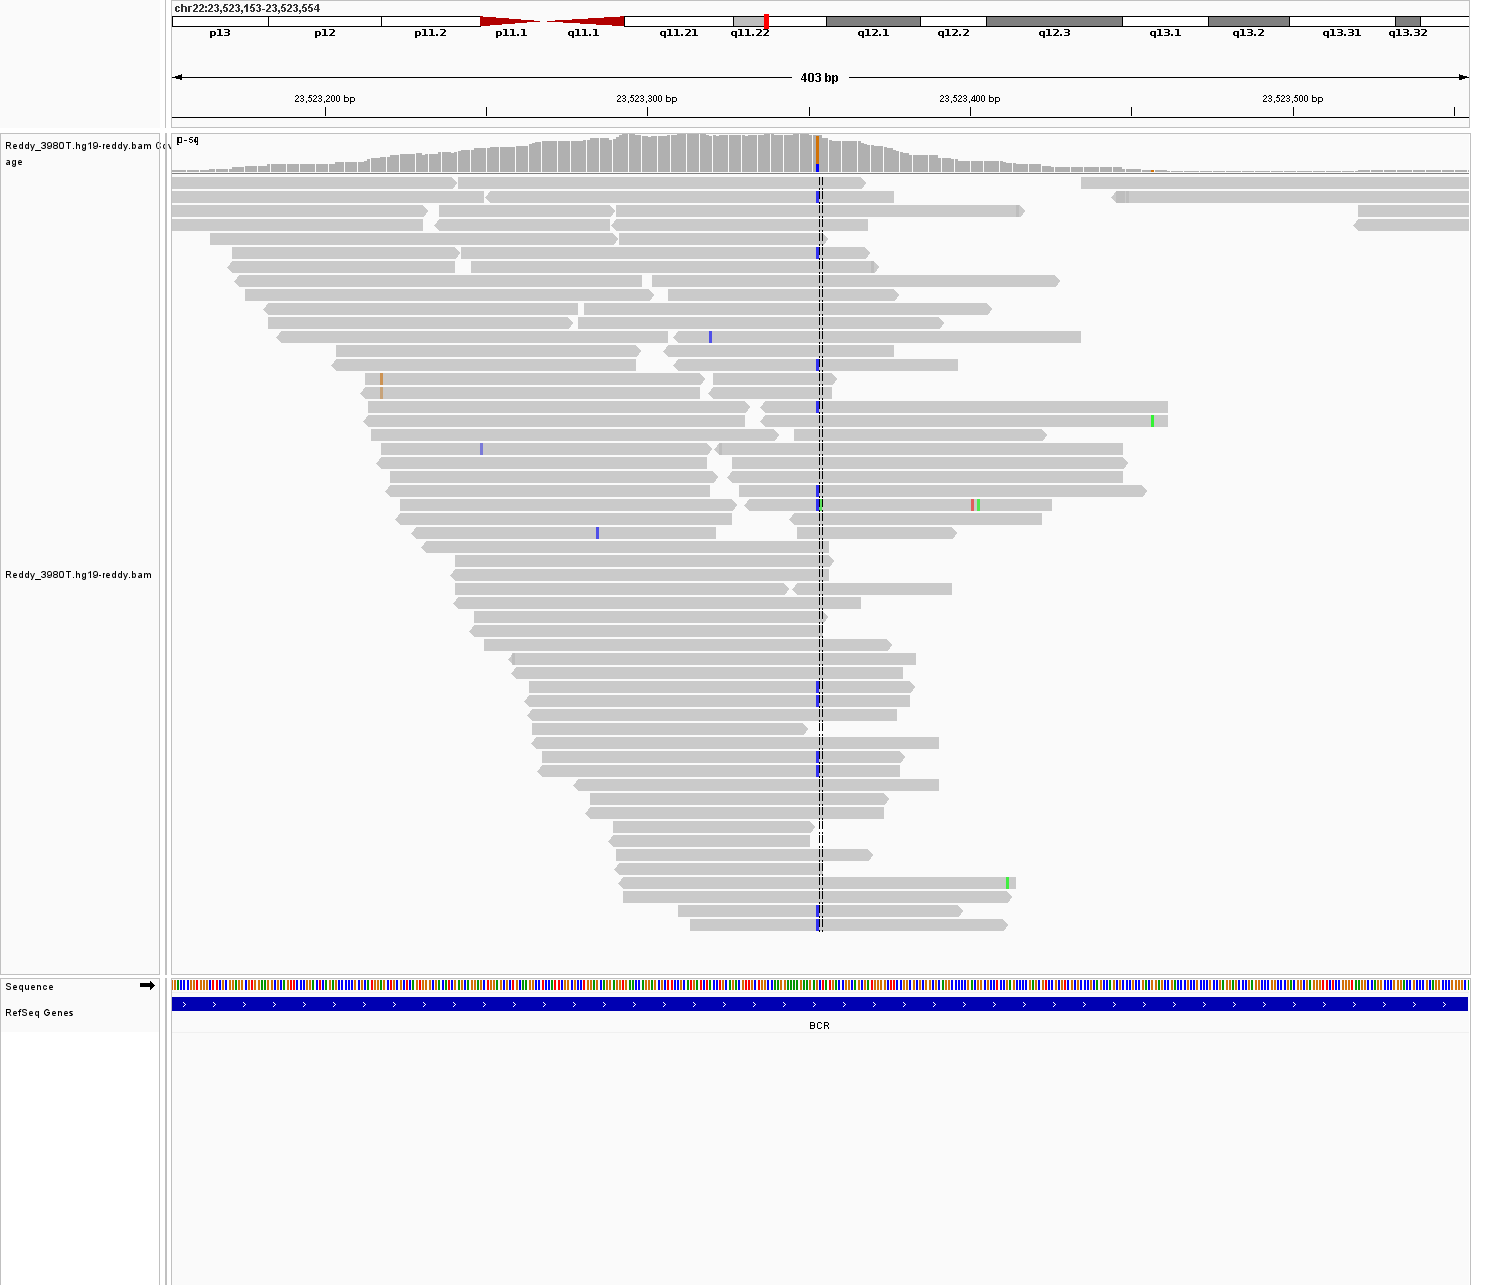 chr22:23,523,153-23,523,554
p13 p12 p11.2 p11.1 q11.1 q11.21 q11.22 q12.1 q12.2 q12.3 q13.1 q13.2 q13.31 q13.32
403 bp
23,523,200 bp 23,523,300 bp 23,523,400 bp 23,523,500 bp
Reddy_3980T.hg19-reddy.bam Cov
age
Reddy_3980T.hg19-reddy.bam
Sequence
RefSeq Genes
BCR